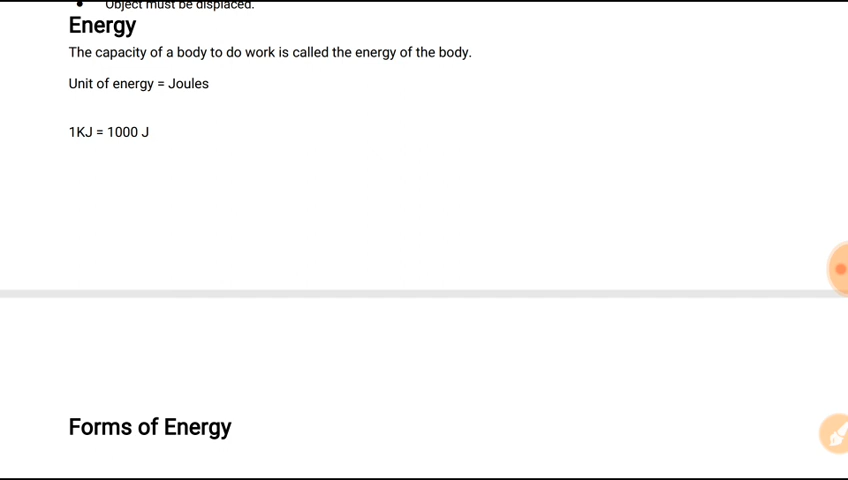 Object must be displaced.
Energy
The capacity of a body to do work is called the energy of the body.
Unit of energy = Joules
1KJ = 1000 J
Forms of Energy